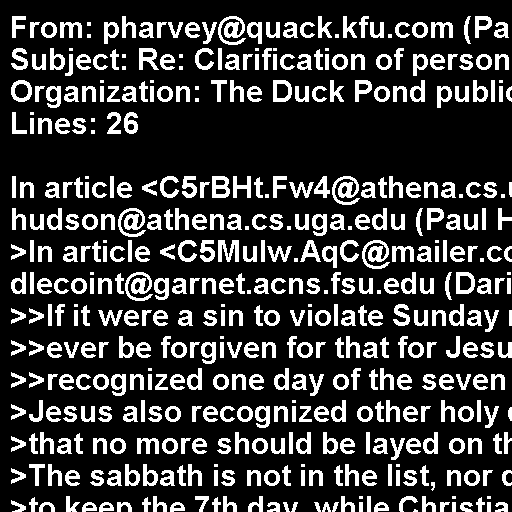 From: pharvey@quack.kfu.com (Pa
Subject: Re: Clarification of person
Organization: The Duck Pond public
Lines: 26

In article <C5rBHt.Fw4@athena.cs.u
hudson@athena.cs.uga.edu (Paul H
>In article <C5MuIw.AqC@mailer.cc
dlecoint@garnet.acns.fsu.edu (Dari
>>If it were a sin to violate Sunday
>>ever be forgiven for that for Jesu
>>recognized one day of the seven
>Jesus also recognized other holy
>that no more should be layed on th
>The sabbath is not in the list, nor
>to keep the 7th day, while Christia